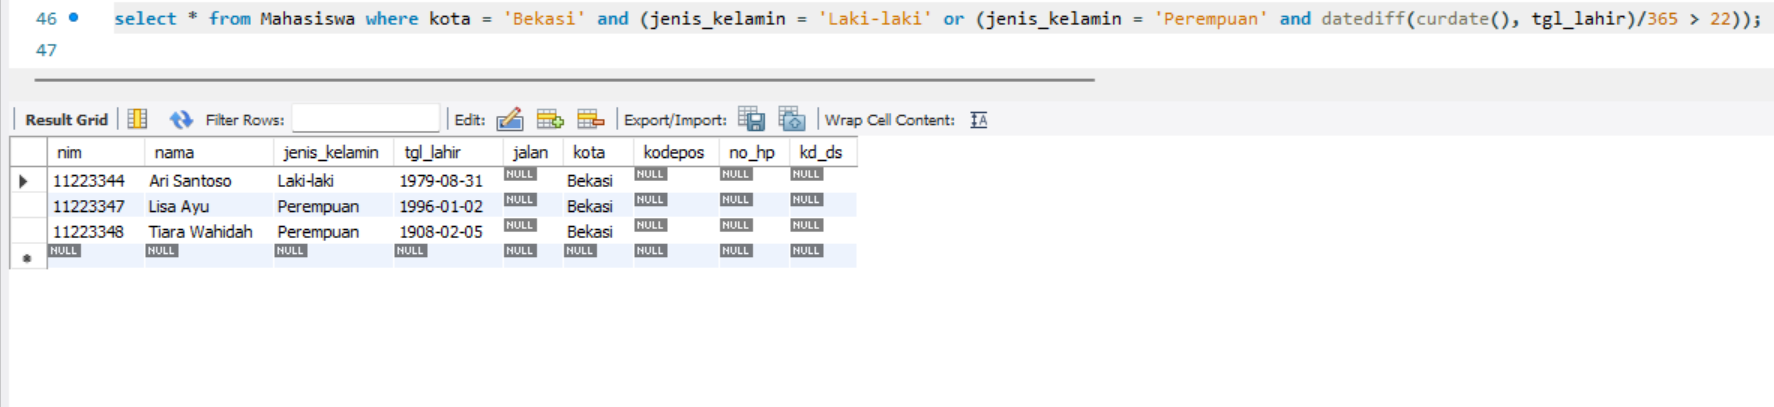 46 select * from Mahasiswa where kota = 'Bekasi' and (jenis_kelamin = 'Laki-laki' or (jenis_kelamin = 'Perempuan' and datediff(curdate(), tgl_lahir)/365 > 22));
47
Result Grid Filter Rows: Edit: Export/Import: Wrap Cell Content: IA
nim nama jenis_kelamin tgl_lahir jalan kota kodepos no_hp kd_ds
11223344 Ari Santoso Laki-laki 1979-08-31 NULL Bekasi NULL NULL NULL
11223347 Lisa Ayu Perempuan 1996-01-02 NULL Bekasi NULL NULL NULL
11223348 Tiara Wahidah Perempuan 1908-02-05 NULL Bekasi NULL NULL NULL
NULL NULL NULL NULL NULL NULL NULL NULL NULL